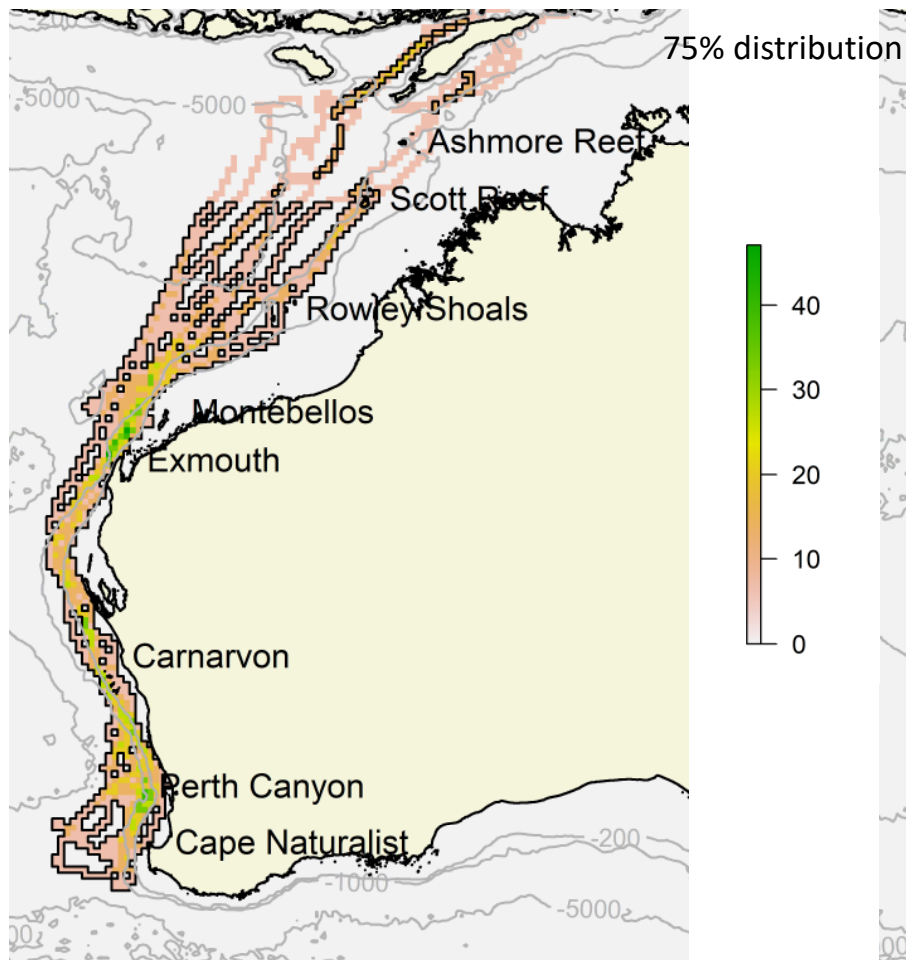 -200
75% distribution
-5000
-5000
Ashmore Reef
Scott Reef
40
Rowley Shoals
30
Montebellos
Exmouth
20
10
0
Carnarvon
Perth Canyon
Cape Naturalist
-200
-1000
-5000